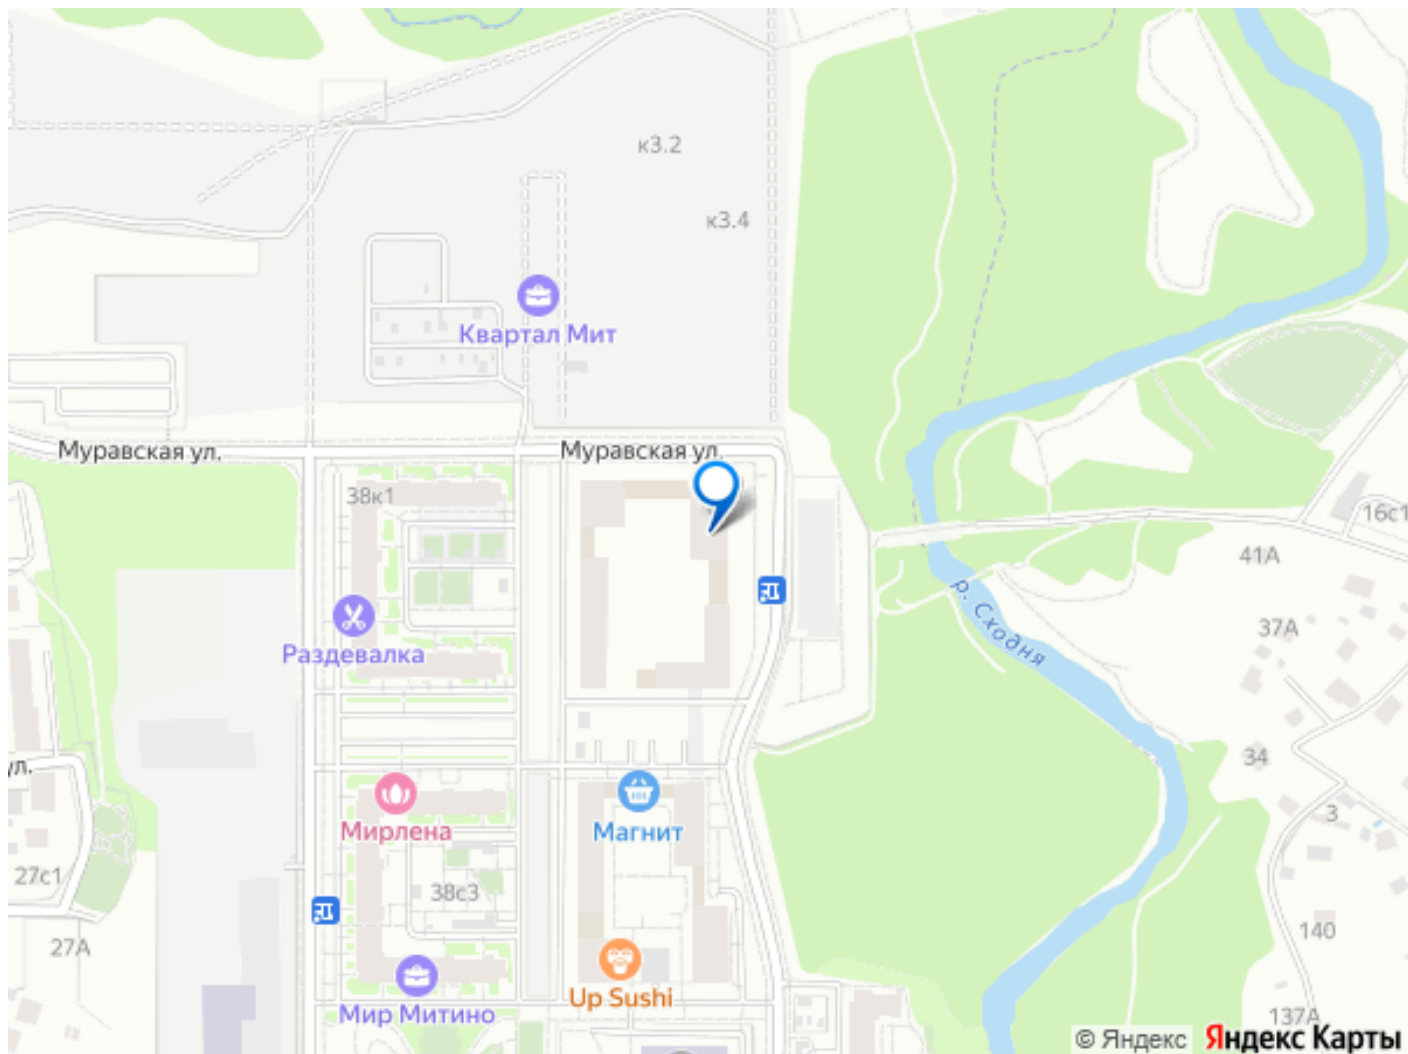 к3.2
к3.4
Квартал Мит
Муравская ул.
Муравская ул.
38к1
16с1
41А
р. Сходня
37А
Раздевалка
34
ул.
3
Мирлена
Магнит
27с1
38с3
140
27А
Up Sushi
Мир Митино
137А
© Яндекс Яндекс Карты